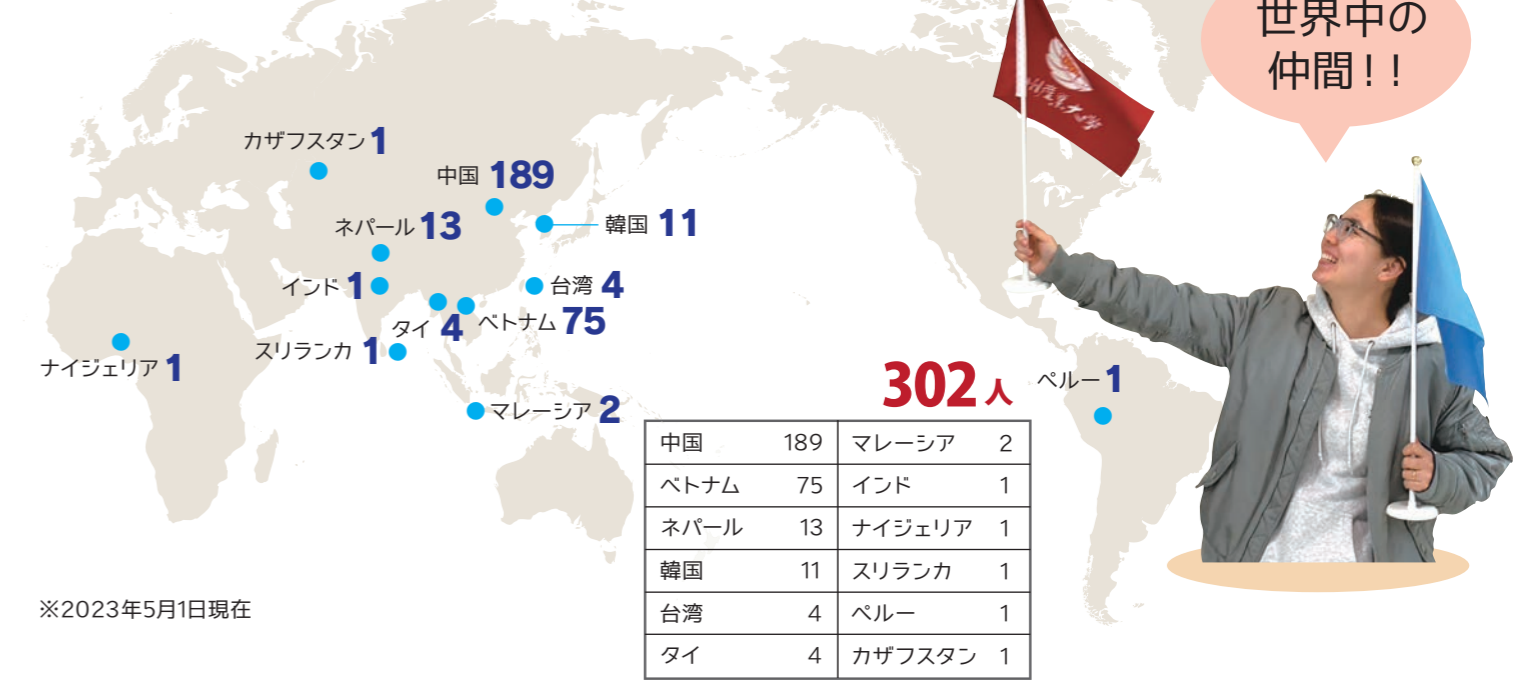 世界中の
仲間！！
カザフスタン 1
中国 189
ネパール 13
韓国 11
インド 1
台湾 4
タイ 4
ベトナム 75
スリランカ 1
ナイジェリア 1
マレーシア 2
ペルー 1
302人
中国 189 マレーシア 2
ベトナム 75 インド 1
ネパール 13 ナイジェリア 1
韓国 11 スリランカ 1
台湾 4 ペルー 1
タイ 4 カザフスタン 1
※2023年5月1日現在